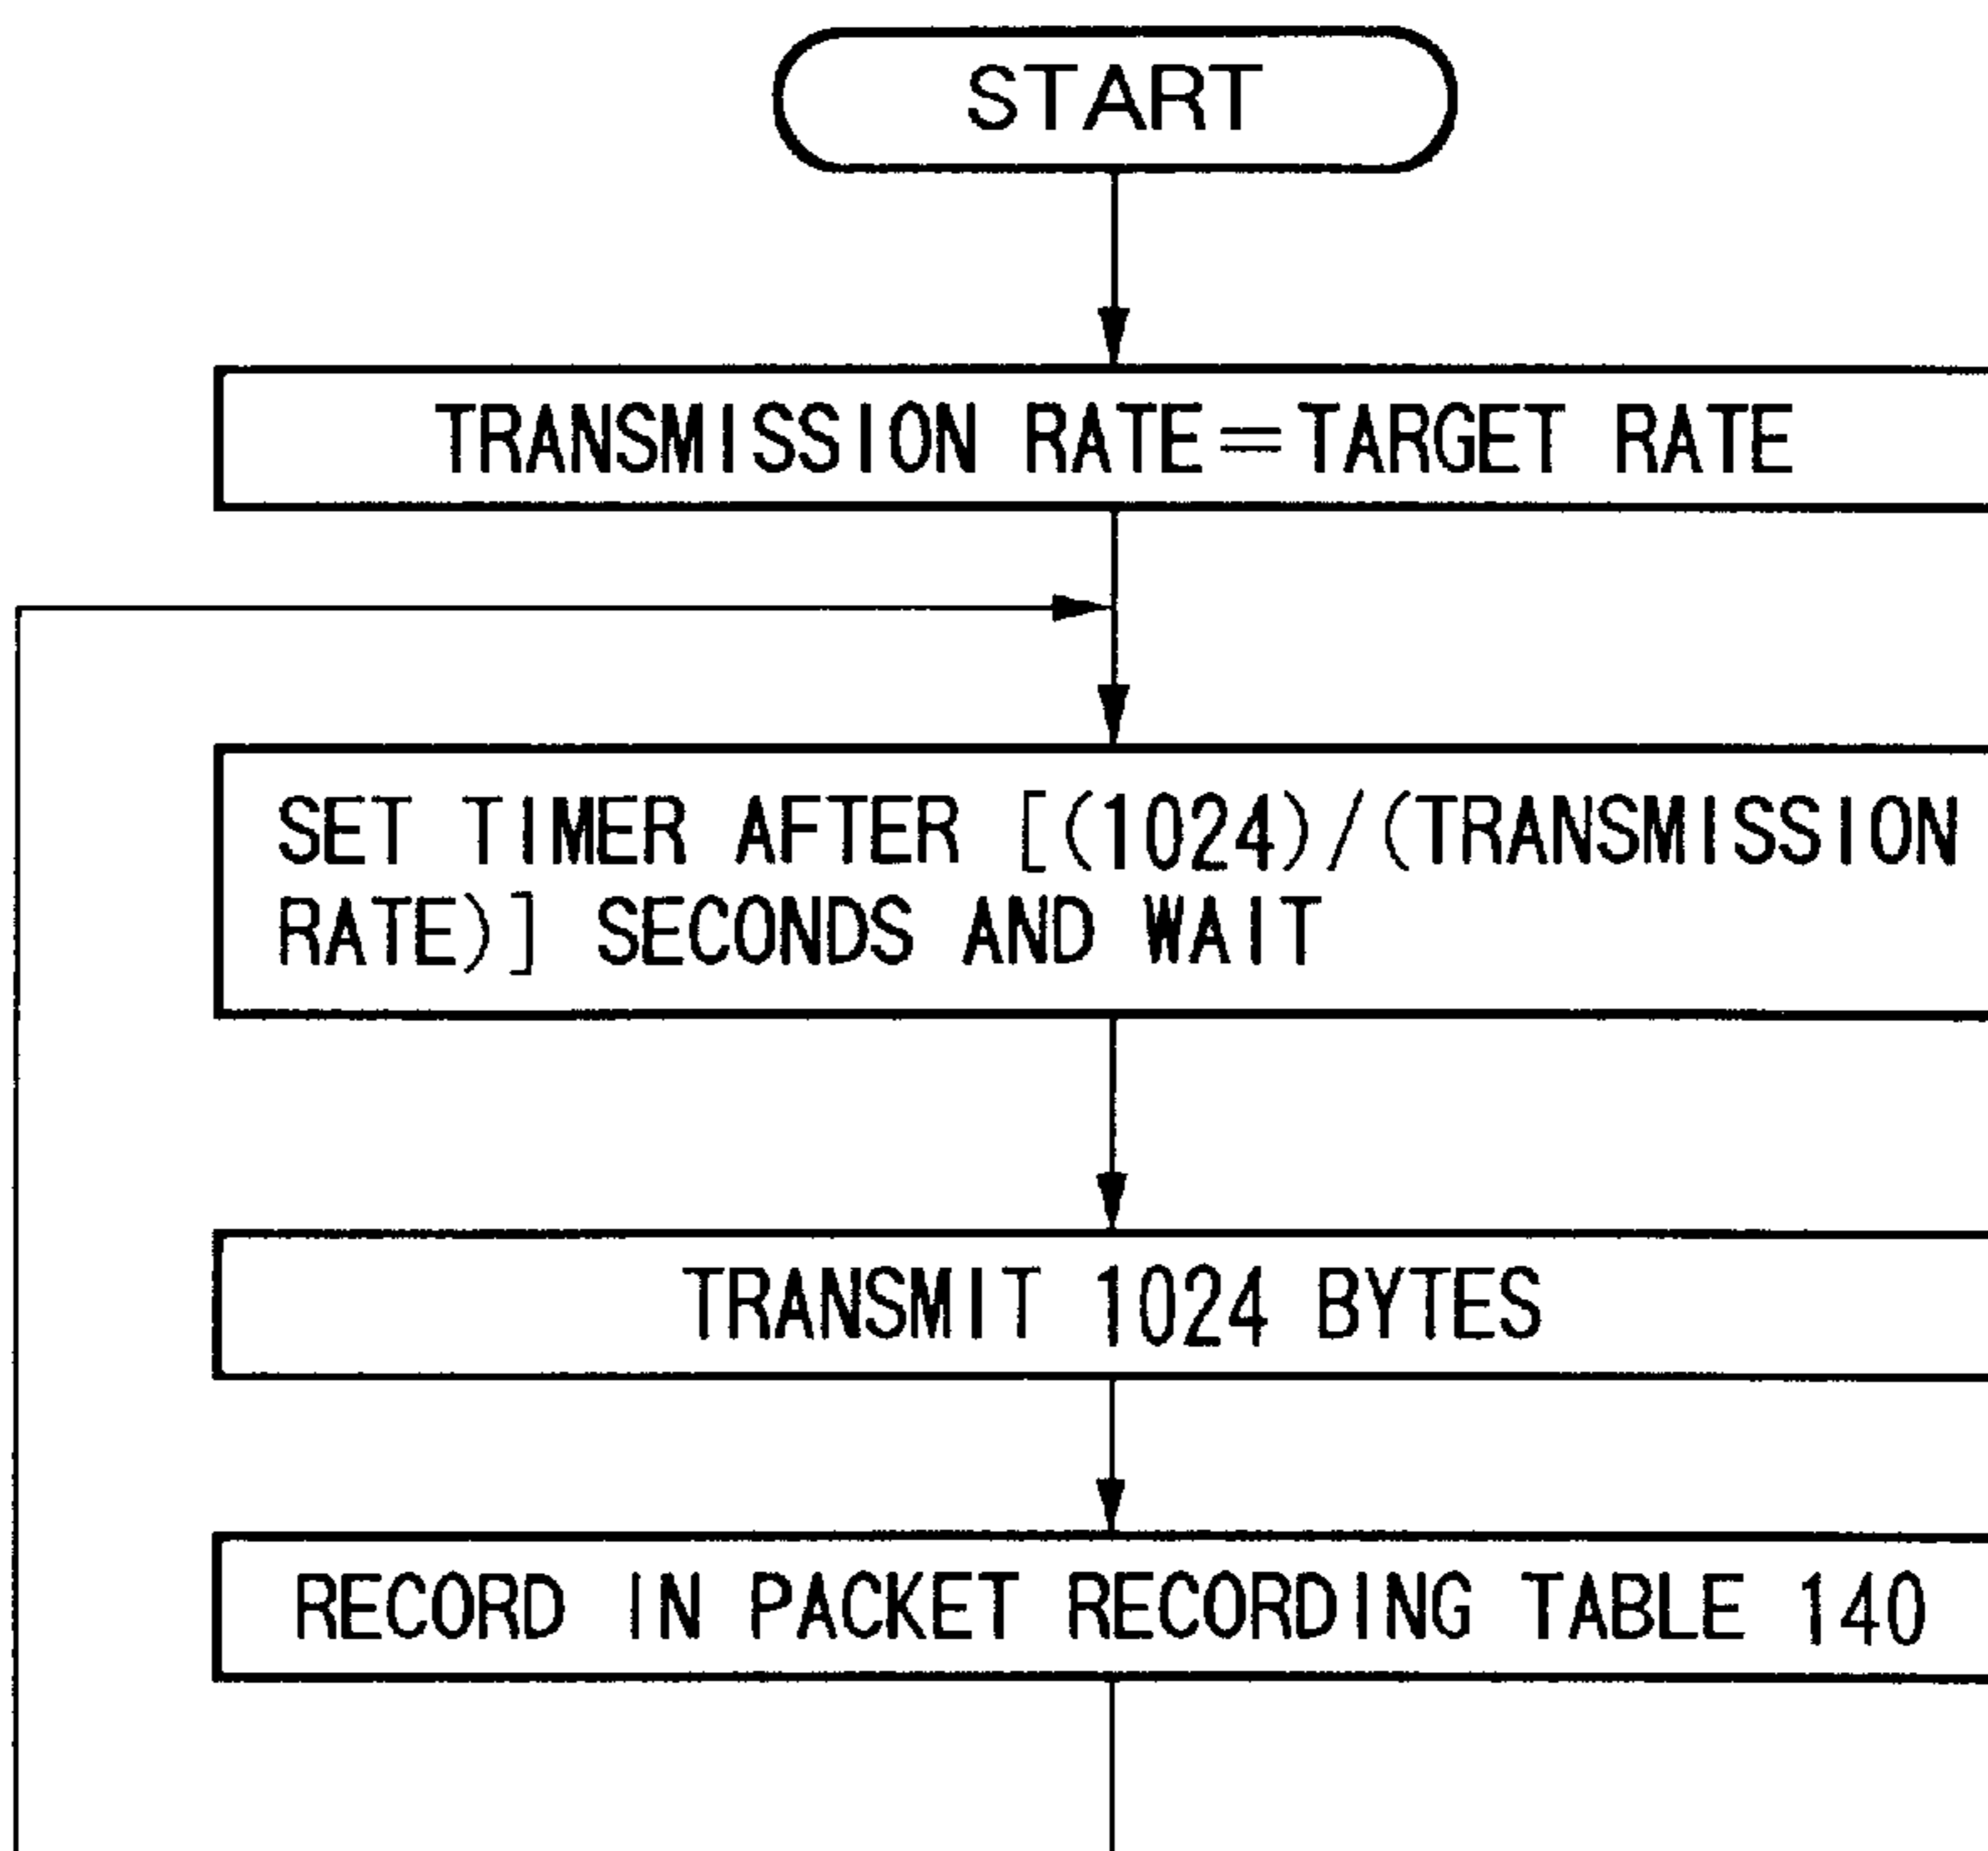 START
TRANSMISSION RATE=TARGET RATE
SET TIMER AFTER [(1024)/(TRANSMISSION
RATE)] SECONDS AND WAIT
TRANSMIT 1024 BYTES
RECORD IN PACKET RECORDING TABLE 140